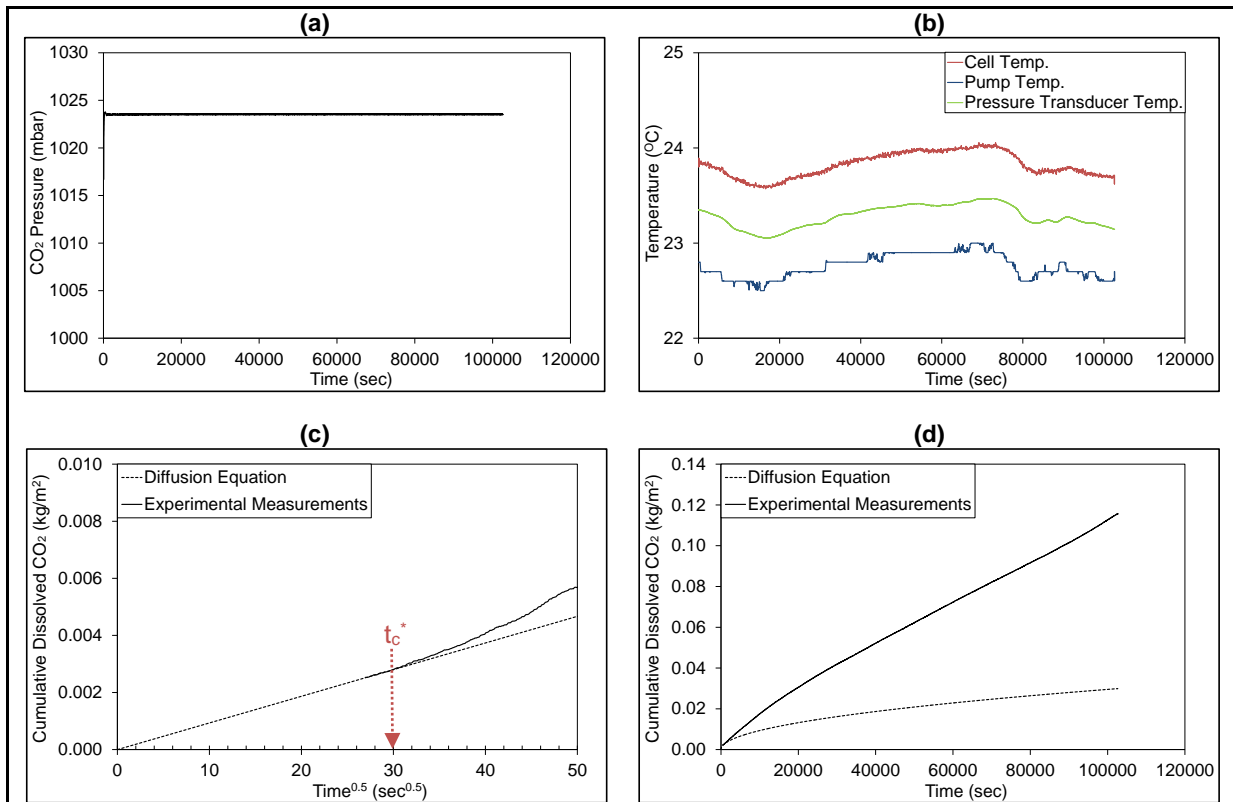 (a)
1030
1025
1020
1015
1010
1005
1000
CO₂ Pressure (mbar)
0 20000 40000 60000 80000 100000 120000
Time (sec)
(b)
25
24
23
22
Temperature (ᴼC)
Cell Temp.
Pump Temp.
Pressure Transducer Temp.
0 20000 40000 60000 80000 100000 120000
Time (sec)
(c)
0.010
0.008
0.006
0.004
0.002
0.000
Cumulative Dissolved CO₂ (kg/m²)
Diffusion Equation
Experimental Measurements
tc*
0 10 20 30 40 50
Time⁰·⁵ (sec⁰·⁵)
(d)
0.14
0.12
0.10
0.08
0.06
0.04
0.02
0.00
Cumulative Dissolved CO₂ (kg/m²)
Diffusion Equation
Experimental Measurements
0 20000 40000 60000 80000 100000 120000
Time (sec)